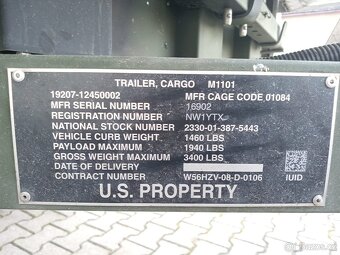 TRAILER, CARGO M1101
19207-12450002 MFR CAGE CODE 01084
MFR SERIAL NUMBER 16902
REGISTRATION NUMBER NW1YTX
NATIONAL STOCK NUMBER 2330-01-387-5443
VEHICLE CURB WEIGHT 1460 LBS
PAYLOAD MAXIMUM 1940 LBS
GROSS WEIGHT MAXIMUM 3400 LBS
DATE OF DELIVERY
CONTRACT NUMBER W56HZV-08-D-0106 IUID
U.S. PROPERTY